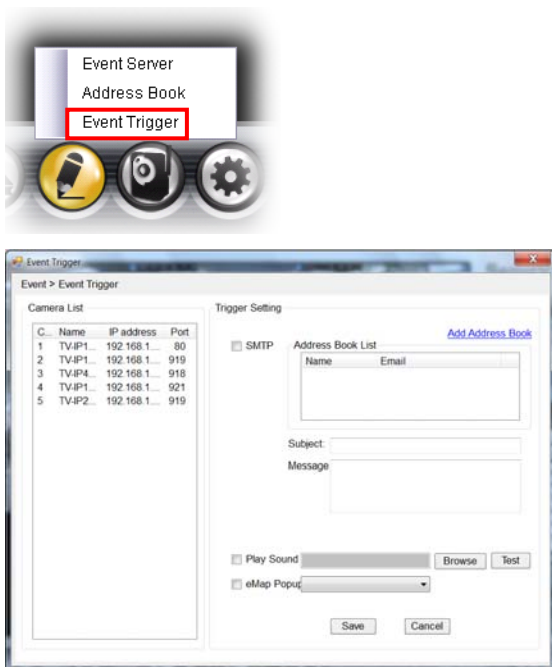 Event Server
Address Book
Event Trigger
Event Trigger
Event > Event Trigger
Camera List
C... Name IP address Port
1 TV-IP1... 192.168.1.... 80
2 TV-IP1... 192.168.1.... 919
3 TV-IP4... 192.168.1.... 918
4 TV-IP1... 192.168.1.... 921
5 TV-IP2... 192.168.1.... 919
Trigger Setting
Add Address Book
SMTP
Address Book List
Name Email
Subject:
Message
Play Sound Browse Test
eMap Popup
Save Cancel